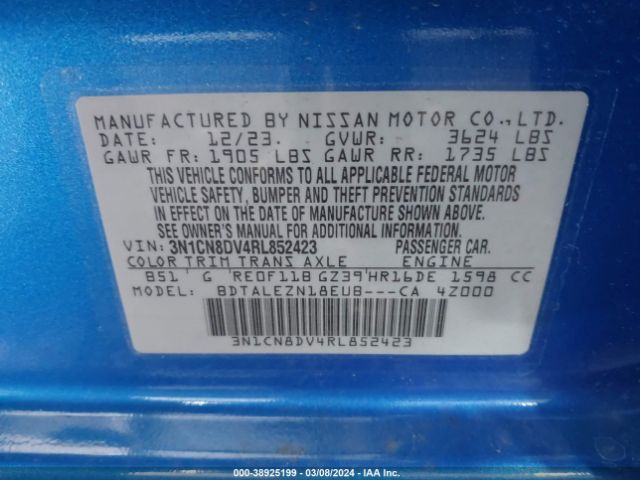 MANUFACTURED BY NISSAN MOTOR CO.,LTD.
DATE: 12/23. GVWR: 3624 LBS
GAWR FR: 1905 LBS GAWR RR: 1735 LBS
THIS VEHICLE CONFORMS TO ALL APPLICABLE FEDERAL MOTOR
VEHICLE SAFETY, BUMPER AND THEFT PREVENTION STANDARDS
IN EFFECT ON THE DATE OF MANUFACTURE SHOWN ABOVE.
SEE OWNER'S MANUAL FOR ADDITIONAL INFORMATION
VIN: 3N1CN8DV4RL852423 PASSENGER CAR.
COLOR TRIM TRANS AXLE ENGINE
B51' G 'RE0F11B GZ39'HR16DE 1598 CC
MODEL: BDTALEZN18EUB---CA 4Z000
3N1CN8DV4RL852423
000-38925199 — 03/08/2024 — IAA Inc.